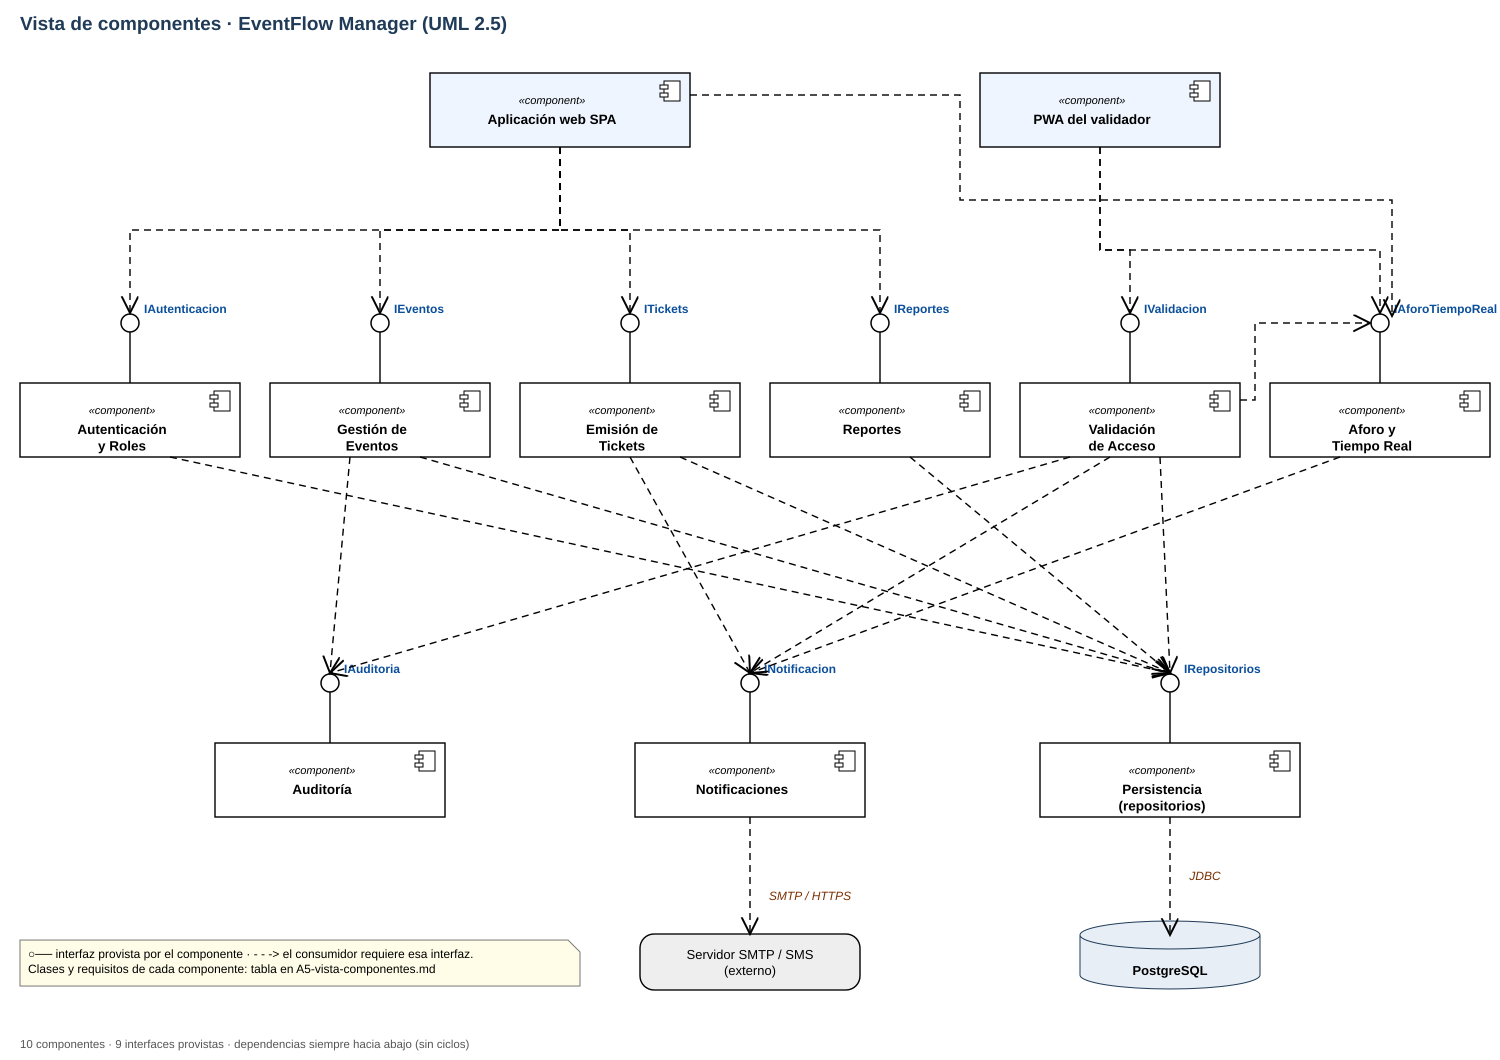 Vista de componentes · EventFlow Manager (UML 2.5)
«component»
Aplicación web SPA
«component»
PWA del validador
IAutenticacion
IEventos
ITickets
IReportes
IValidacion
IAforoTiempoReal
«component»
Autenticación
y Roles
«component»
Gestión de
Eventos
«component»
Emisión de
Tickets
«component»
Reportes
«component»
Validación
de Acceso
«component»
Aforo y
Tiempo Real
IAuditoria
INotificacion
IRepositorios
«component»
Auditoría
«component»
Notificaciones
«component»
Persistencia
(repositorios)
SMTP / HTTPS
JDBC
Servidor SMTP / SMS
(externo)
PostgreSQL
○── interfaz provista por el componente · - - -> el consumidor requiere esa interfaz.
Clases y requisitos de cada componente: tabla en A5-vista-componentes.md
10 componentes · 9 interfaces provistas · dependencias siempre hacia abajo (sin ciclos)